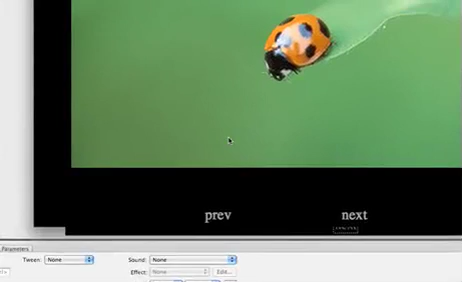 prev next
Parameters
Tween: None Sound: None
Effect: None Edit...